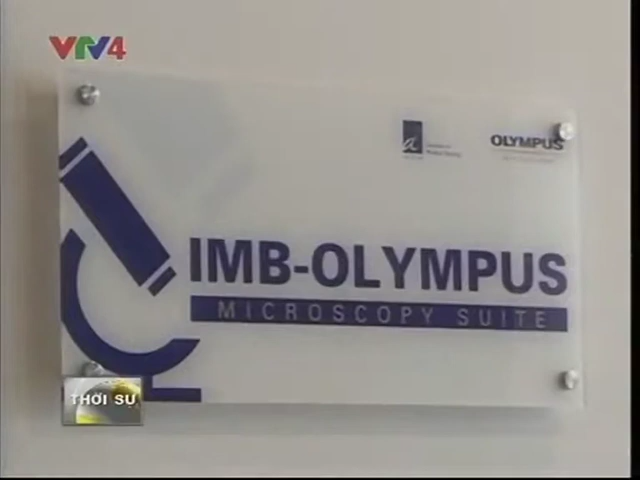 VTV4
OLYMPUS
IMB-OLYMPUS
MICROSCOPY SUITE
THỜI SỰ